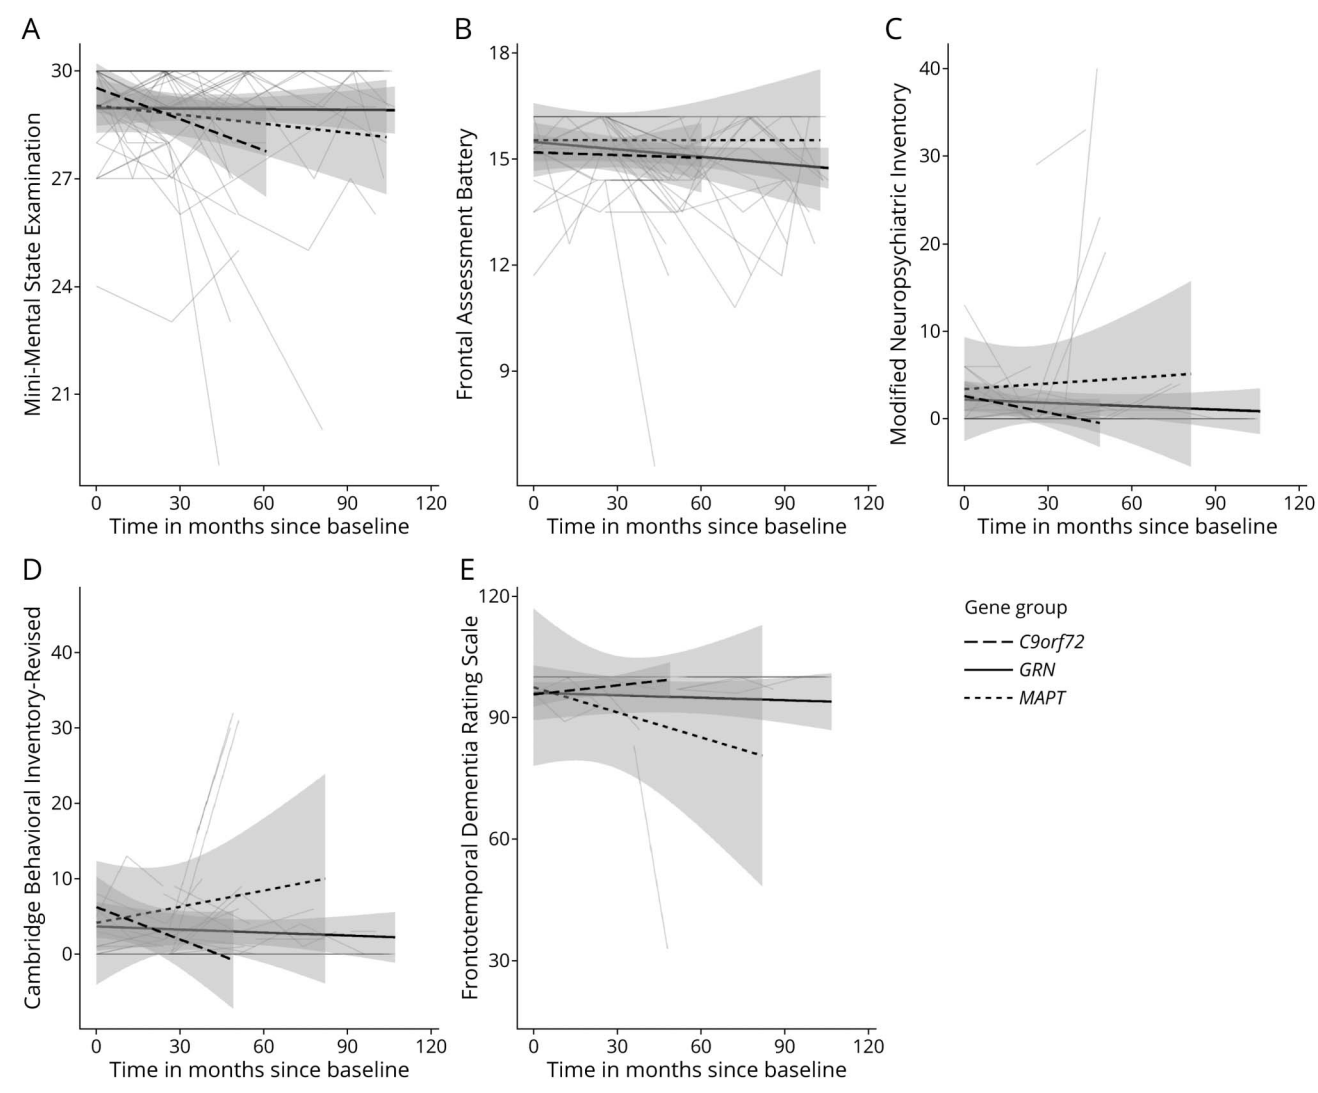 A
Mini-Mental State Examination
30
27
24
21
0 30 60 90 120
Time in months since baseline
B
Frontal Assessment Battery
18
15
12
9
0 30 60 90 120
Time in months since baseline
C
Modified Neuropsychiatric Inventory
40
30
20
10
0
0 30 60 90 120
Time in months since baseline
D
Cambridge Behavioral Inventory-Revised
40
30
20
10
0
0 30 60 90 120
Time in months since baseline
E
Frontotemporal Dementia Rating Scale
120
90
60
30
0 30 60 90 120
Time in months since baseline
Gene group
C9orf72
GRN
MAPT